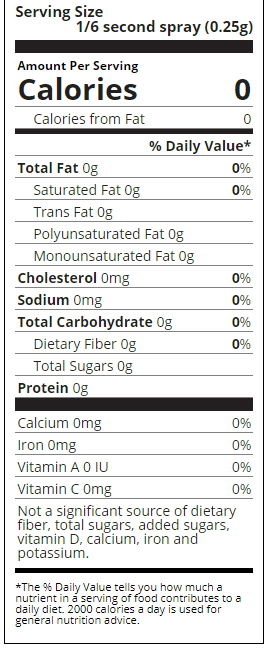 Serving Size
1/6 second spray (0.25g)
Amount Per Serving
Calories 0
Calories from Fat 0
% Daily Value*
Total Fat 0g 0%
Saturated Fat 0g 0%
Trans Fat 0g
Polyunsaturated Fat 0g
Monounsaturated Fat 0g
Cholesterol 0mg 0%
Sodium 0mg 0%
Total Carbohydrate 0g 0%
Dietary Fiber 0g 0%
Total Sugars 0g
Protein 0g
Calcium 0mg 0%
Iron 0mg 0%
Vitamin A 0 IU 0%
Vitamin C 0mg 0%
Not a significant source of dietary
fiber, total sugars, added sugars,
vitamin D, calcium, iron and
potassium.
*The % Daily Value tells you how much a
nutrient in a serving of food contributes to a
daily diet. 2000 calories a day is used for
general nutrition advice.